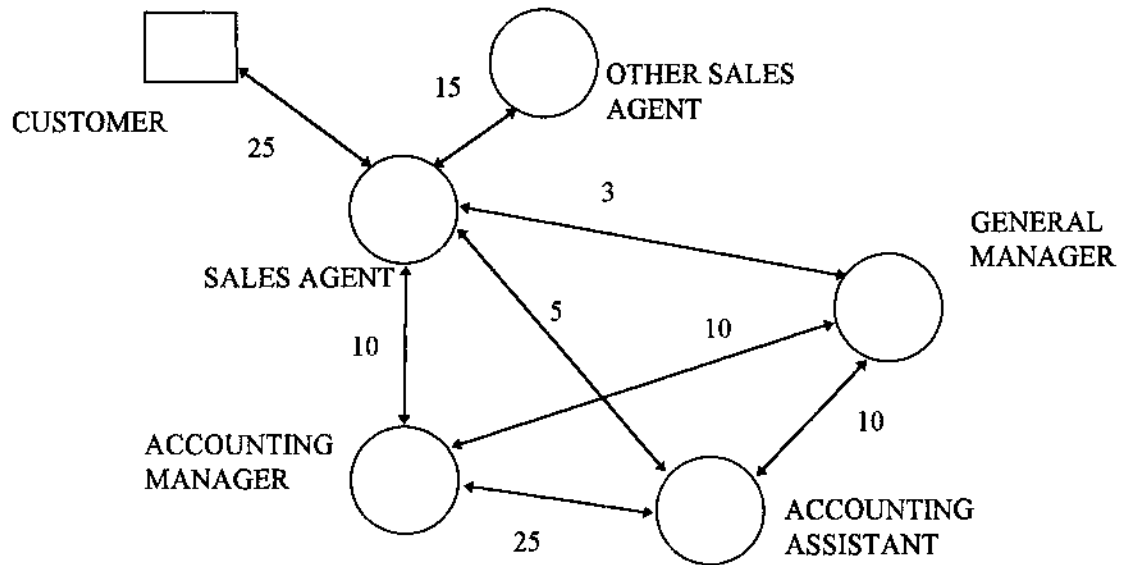 OTHER SALES
AGENT
15
CUSTOMER
25
3
GENERAL
MANAGER
SALES AGENT
5
10
10
10
ACCOUNTING
MANAGER
ACCOUNTING
ASSISTANT
25